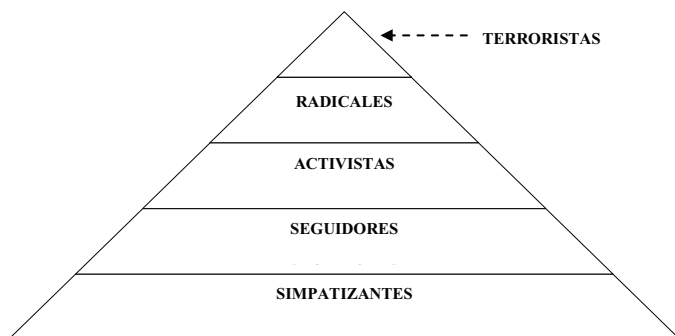 TERRORISTAS
RADICALES
ACTIVISTAS
SEGUIDORES
SIMPATIZANTES